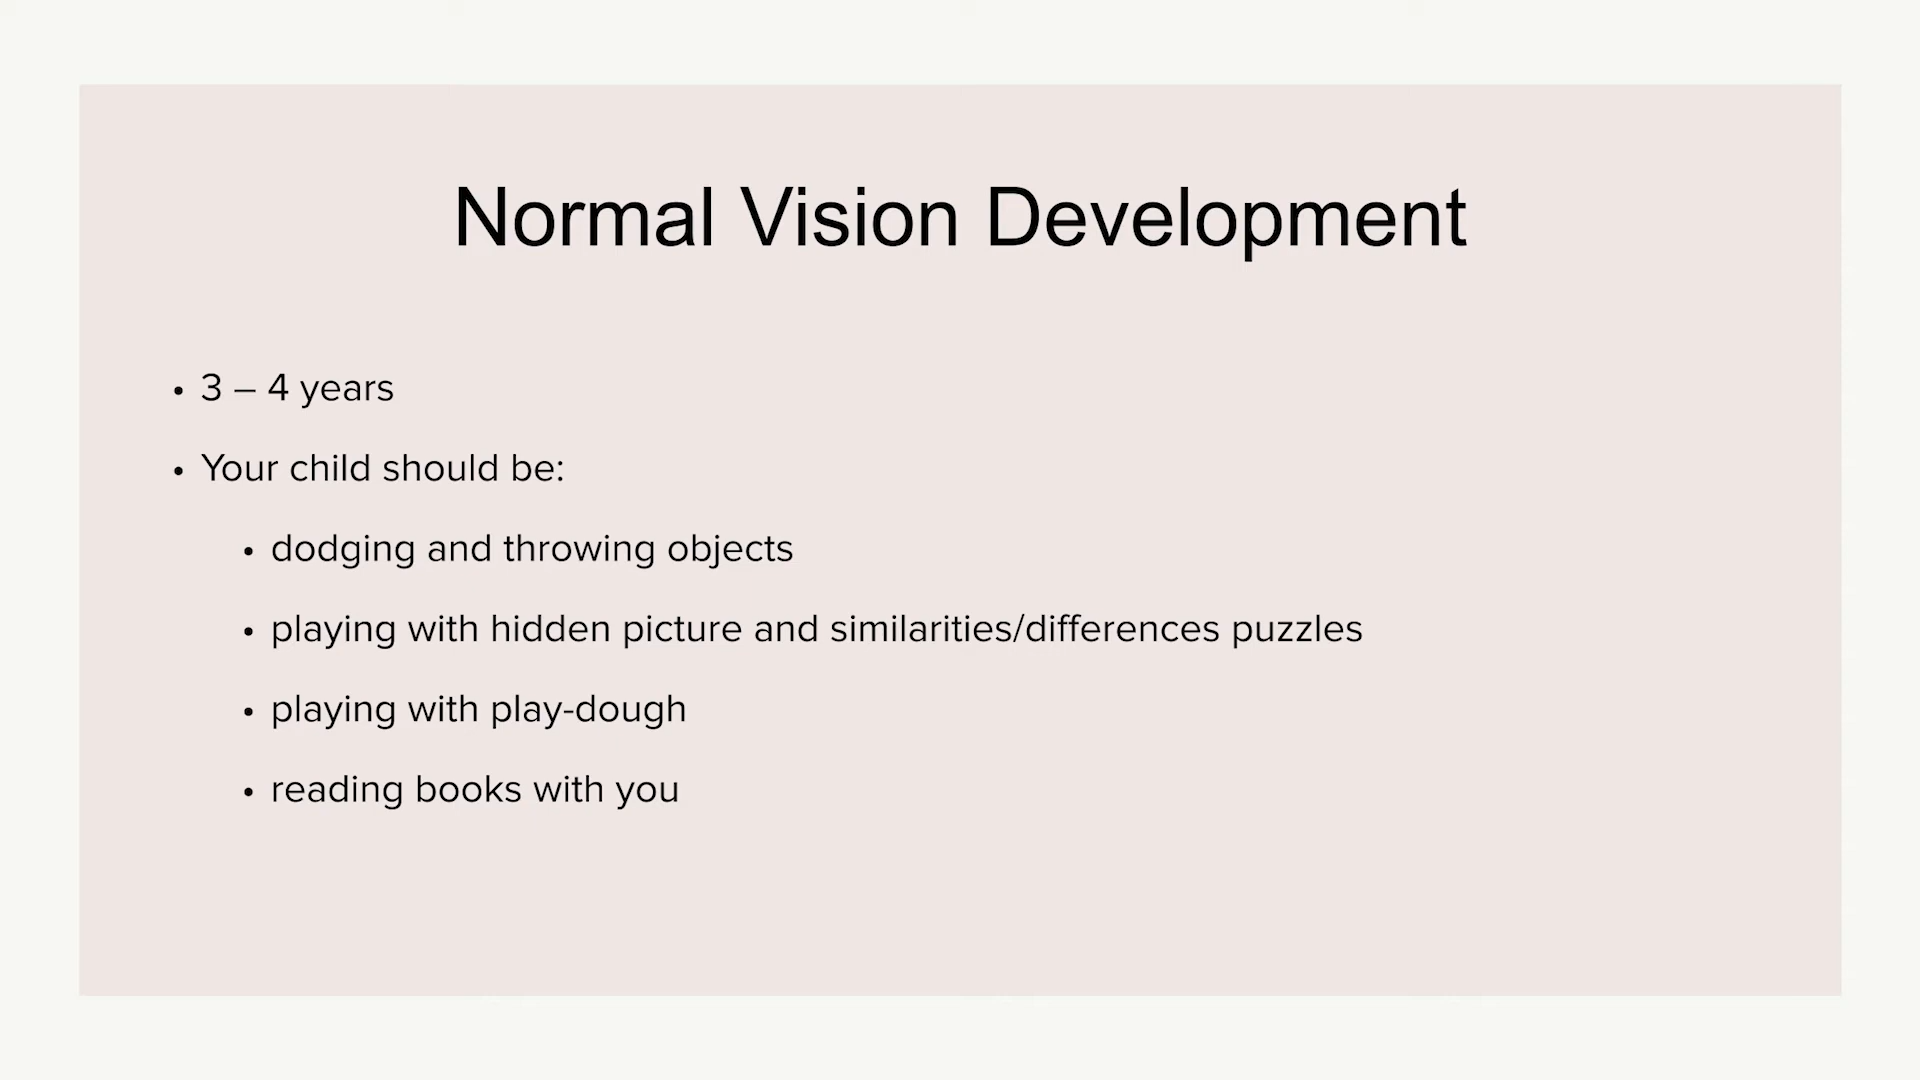 Normal Vision Development
• 3 – 4 years
• Your child should be:
• dodging and throwing objects
• playing with hidden picture and similarities/differences puzzles
• playing with play-dough
• reading books with you